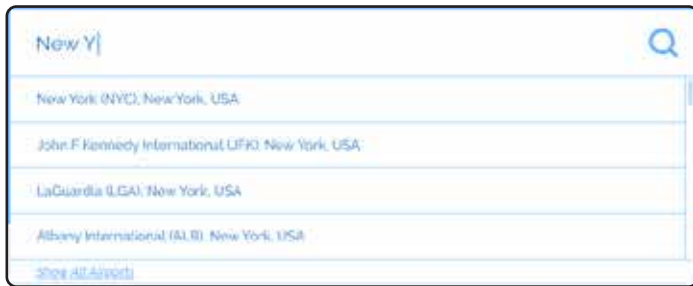 New Y
New York (NYC), New York, USA
John F Kennedy International (JFK), New York, USA
LaGuardia (LGA), New York, USA
Albany International (ALB), New York, USA
Show All Airports